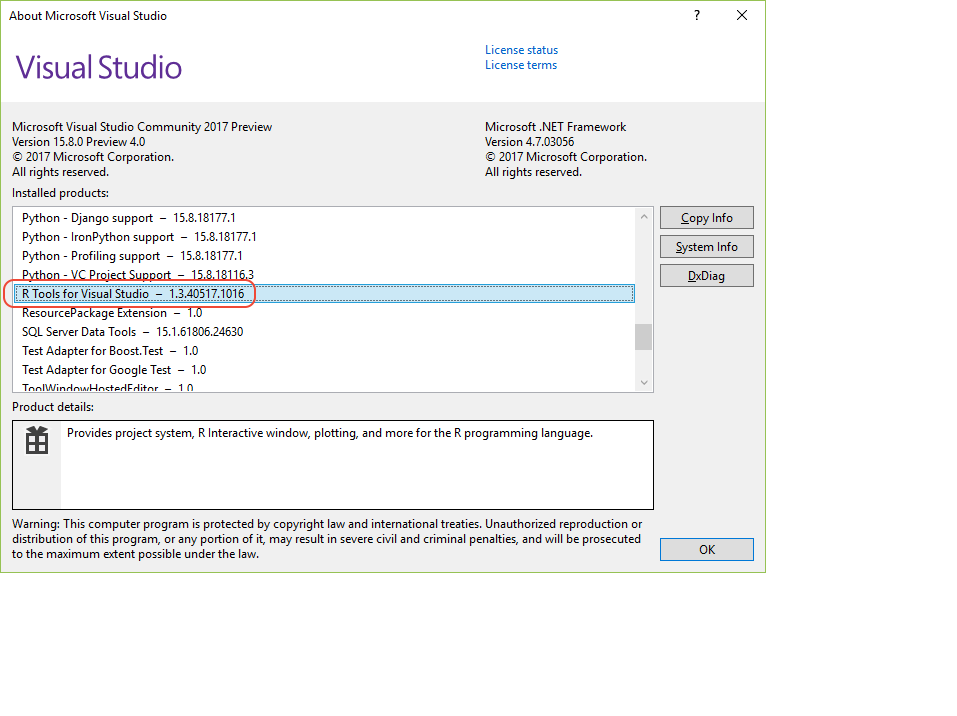 About Microsoft Visual Studio
?
Visual Studio
License status
License terms
Microsoft Visual Studio Community 2017 Preview
Version 15.8.0 Preview 4.0
© 2017 Microsoft Corporation.
All rights reserved.
Microsoft .NET Framework
Version 4.7.03056
© 2017 Microsoft Corporation.
All rights reserved.
Installed products:
Python - Django support – 15.8.18177.1
Python - IronPython support – 15.8.18177.1
Python - Profiling support – 15.8.18177.1
Python - VC Project Support – 15.8.18116.3
R Tools for Visual Studio – 1.3.40517.1016
ResourcePackage Extension – 1.0
SQL Server Data Tools – 15.1.61806.24630
Test Adapter for Boost.Test – 1.0
Test Adapter for Google Test – 1.0
ToolWindowHostedEditor – 1.0
Copy Info
System Info
DxDiag
Product details:
Provides project system, R Interactive window, plotting, and more for the R programming language.
Warning: This computer program is protected by copyright law and international treaties. Unauthorized reproduction or
distribution of this program, or any portion of it, may result in severe civil and criminal penalties, and will be prosecuted
to the maximum extent possible under the law.
OK